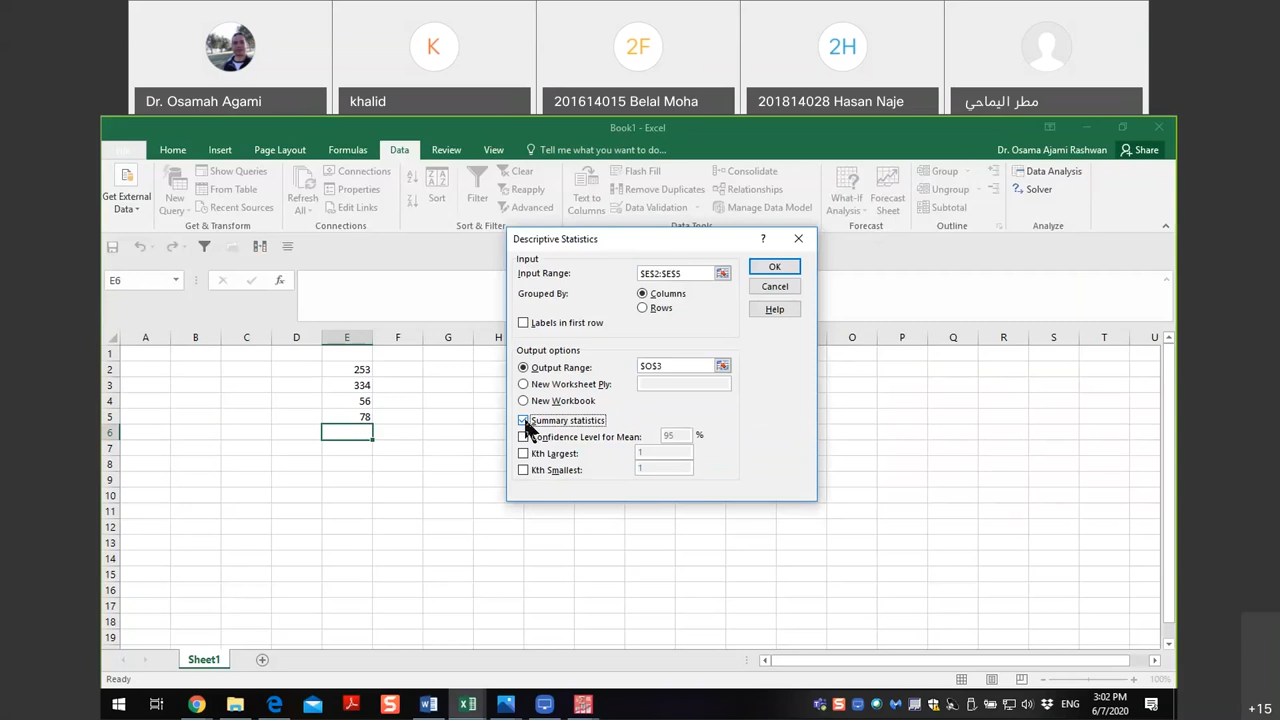 K
2F
2H
Dr. Osamah Agami
khalid
201614015 Belal Moha
201814028 Hasan Naje
مطر اليماحي
Book1 - Excel
Home
Insert
Page Layout
Formulas
Data
Review
View
Tell me what you want to do...
Dr. Osama Ajami Rashwan
Share
Get External
Data
New
Query
Show Queries
From Table
Recent Sources
Get & Transform
Refresh
All
Connections
Properties
Edit Links
Connections
Sort
Filter
Clear
Reapply
Advanced
Sort & Filter
Text to
Columns
Flash Fill
Remove Duplicates
Data Validation
Consolidate
Relationships
Manage Data Model
Data Tools
What-If
Analysis
Forecast
Sheet
Forecast
Group
Ungroup
Subtotal
Outline
Data Analysis
Solver
Analyze
E6
fx
A B C D E F G H O P Q R S T U
1
2 253
3 334
4 56
5 78
6
7
8
9
10
11
12
13
14
15
16
17
18
19
Descriptive Statistics
?
Input
Input Range: $E$2:$E$5
Grouped By: Columns
Rows
Labels in first row
OK
Cancel
Help
Output options
Output Range: $O$3
New Worksheet Ply:
New Workbook
Summary statistics
Confidence Level for Mean: 95 %
Kth Largest: 1
Kth Smallest: 1
Sheet1
Ready
100%
ENG
3:02 PM
6/7/2020
+15